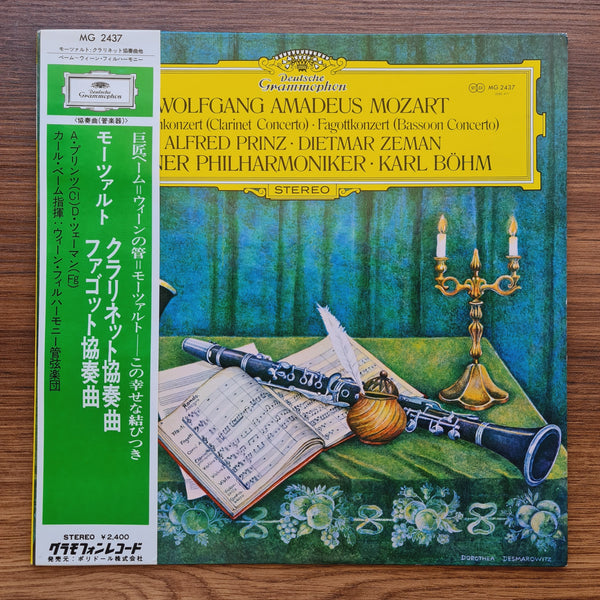 MG 2437
モーツァルト:クラリネット協奏曲他
ベーム-ウィーン・フィルハーモニー
Deutsche
Grammophon
〈協奏曲(管楽器)〉
巨匠ベーム=ウィーンの管=モーツァルト——この幸せな結びつき
モーツァルト
クラリネット協奏曲
ファゴット協奏曲
A・プリンツ(Cl)D・ツェーマン(Fg)
カール・ベーム指揮:ウィーン・フィルハーモニー管弦楽団
STEREO ¥2,400
グラモフォンレコード
発売元:ポリドール株式会社
Deutsche
Grammophon
MG 2437
WOLFGANG AMADEUS MOZART
nkonzert (Clarinet Concerto) · Fagottkonzert (Bassoon Concerto)
ALFRED PRINZ · DIETMAR ZEMAN
NER PHILHARMONIKER · KARL BÖHM
STEREO
Rondo
DOROTHEA DESMAROWITZ